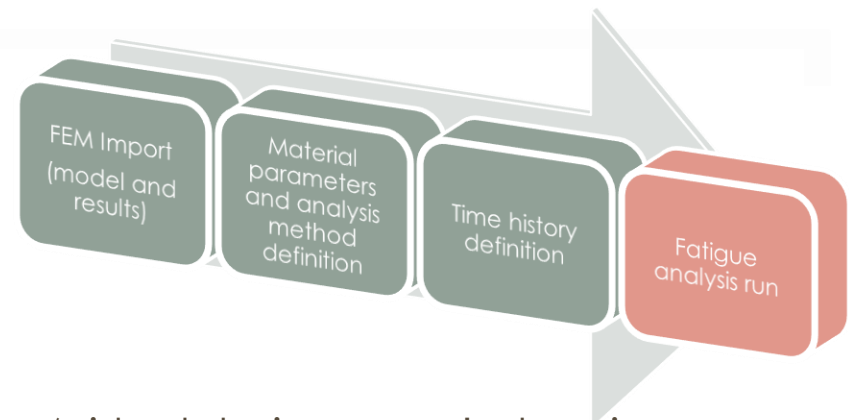 FEM Import
(model and
results)
Material
parameters
and analysis
method
definition
Time history
definition
Fatigue
analysis run